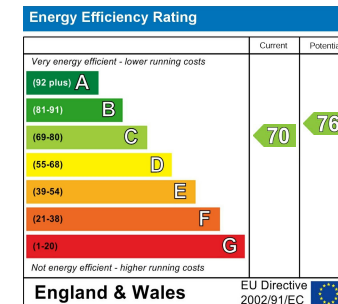 Energy Efficiency Rating
Current Potentia
Very energy efficient - lower running costs
(92 plus) A
(81-91) B
(69-80) C 70 76
(55-68) D
(39-54) E
(21-38) F
(1-20) G
Not energy efficient - higher running costs
England & Wales
EU Directive
2002/91/EC